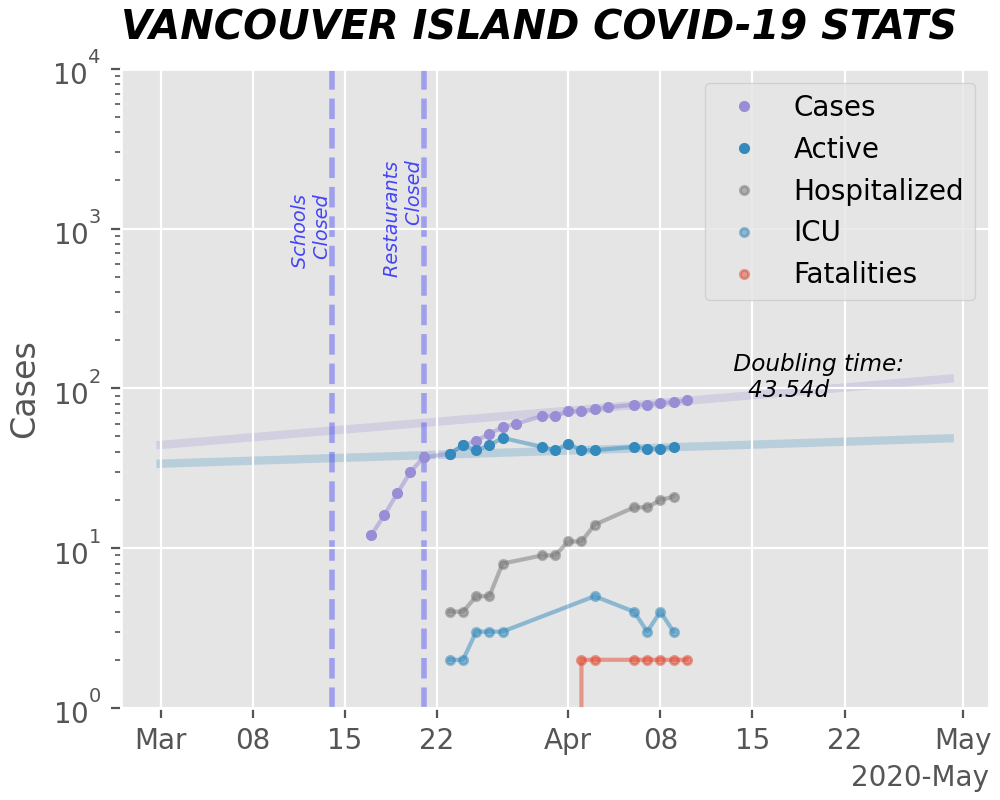 VANCOUVER ISLAND COVID-19 STATS
10^4
10^3
10^2
10^1
10^0
Cases
Schools
Closed
Restaurants
Closed
Cases
Active
Hospitalized
ICU
Fatalities
Doubling time:
43.54d
Mar 08 15 22 Apr 08 15 22 May
2020-May